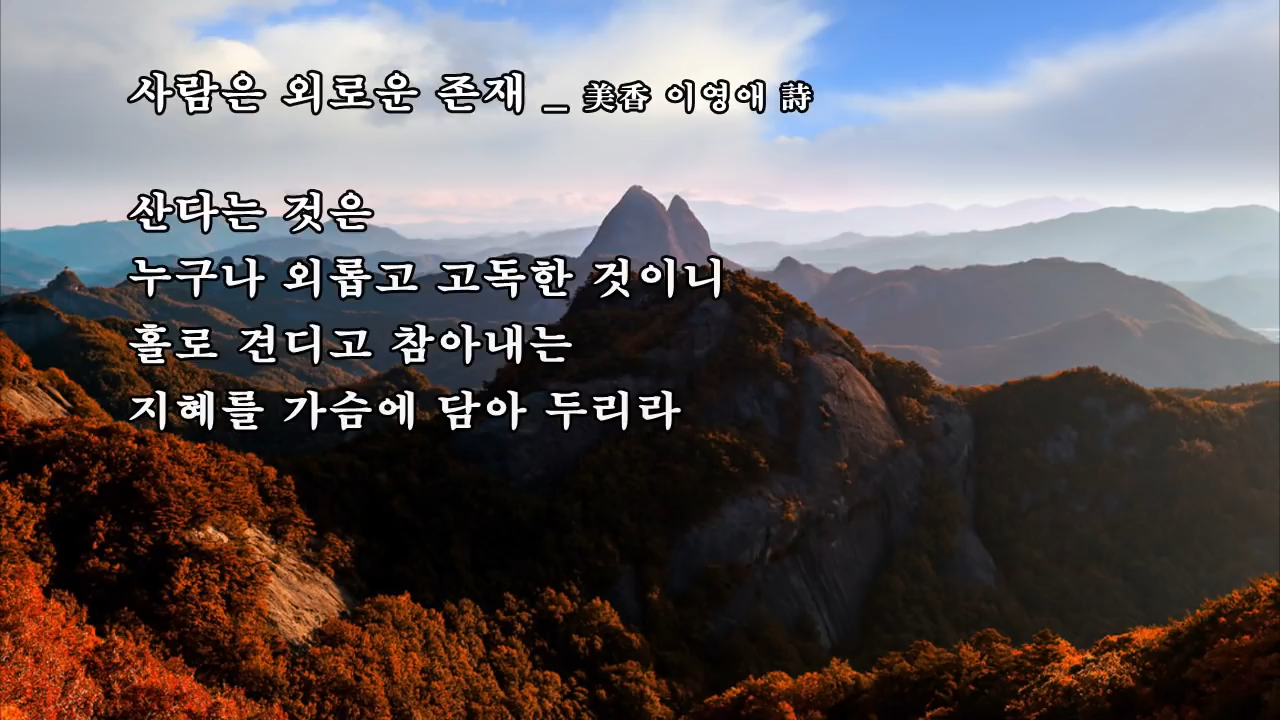 사람은 외로운 존재 _ 美香 이영애 詩
산다는 것은
누구나 외롭고 고독한 것이니
홀로 견디고 참아내는
지혜를 가슴에 담아 두리라